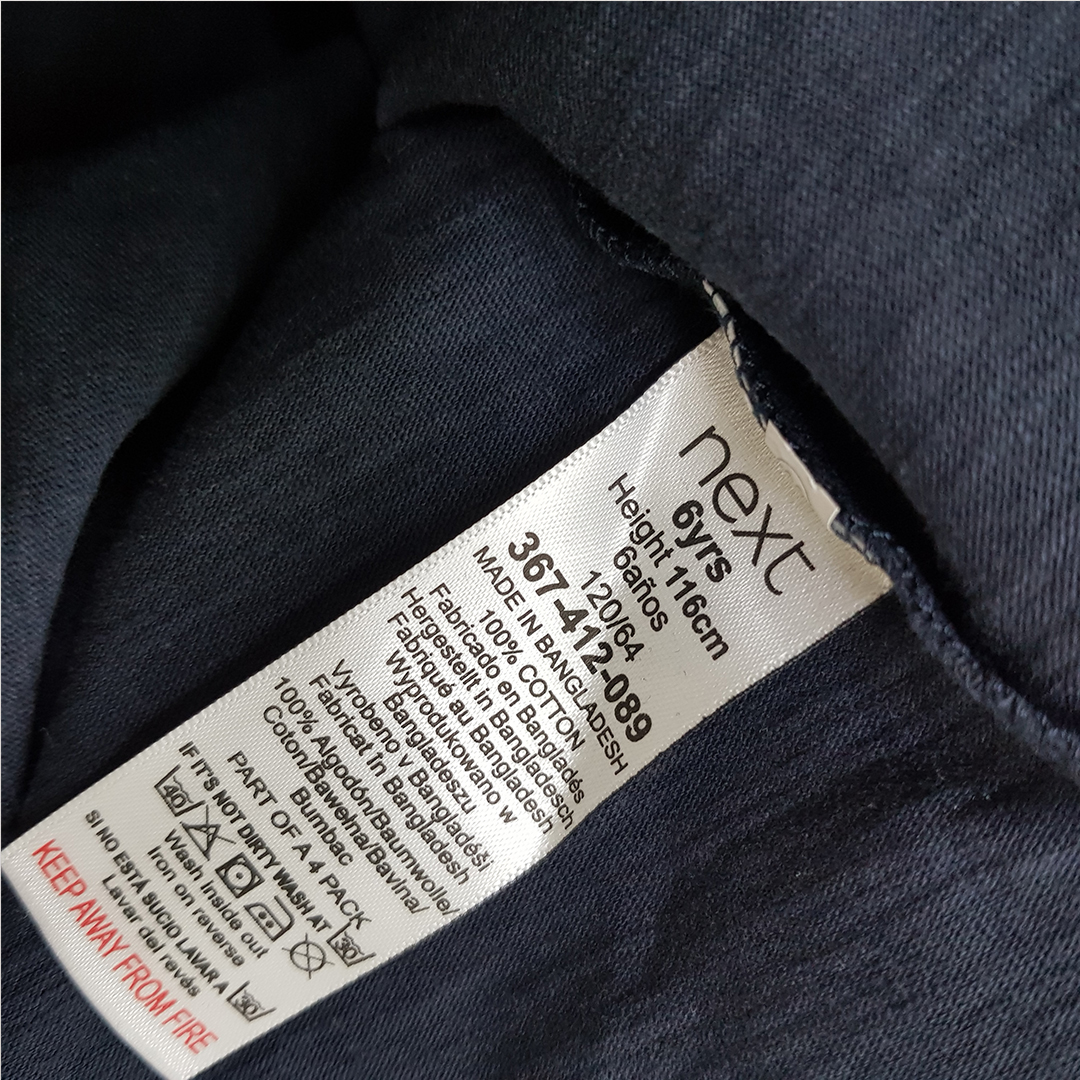 next
6yrs
Height 116cm
6años
120/64
367-412-089
MADE IN BANGLADESH
100% COTTON
Fabricado en Bangladés
Hergestellt in Bangladesch
Fabriqué au Bangladesh
Wyprodukowano w
Bangladeszu
Vyrobeno v Bangladéši
Fabricat în Bangladesh
100% Algodón/Baumwolle/
Coton/Bawełna/Bavlna/
Bumbac
PART OF A 4 PACK
IF IT'S NOT DIRTY WASH AT 30
40
Wash inside out
Iron on reverse
SI NO ESTÁ SUCIO LAVAR A 30
Lavar del revés
KEEP AWAY FROM FIRE